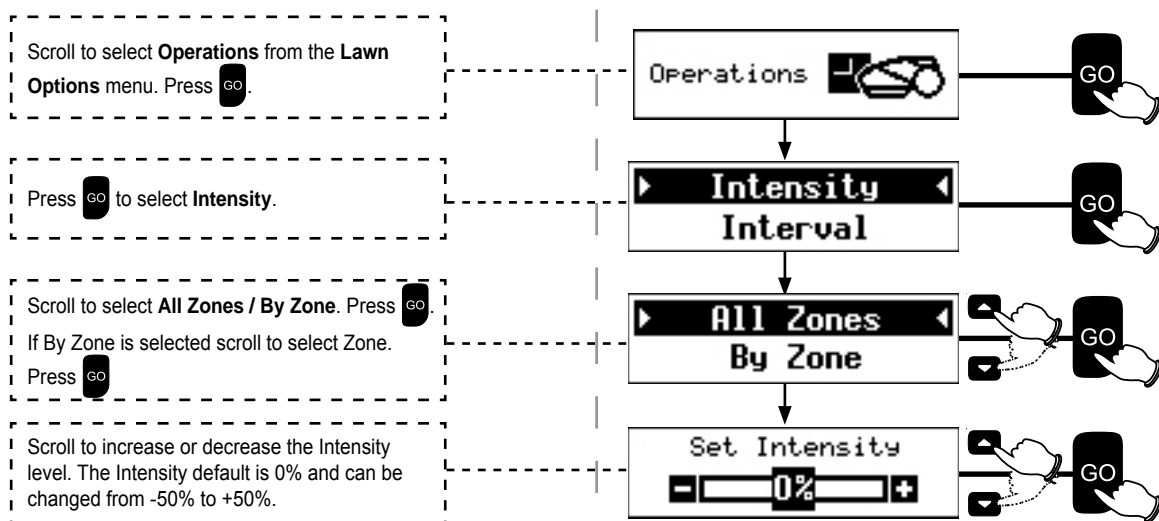 Scroll to select Operations from the Lawn
Options menu. Press GO.
Operations
GO
Press GO to select Intensity.
Intensity
Interval
GO
Scroll to select All Zones / By Zone. Press GO.
If By Zone is selected scroll to select Zone.
Press GO
All Zones
By Zone
GO
Scroll to increase or decrease the Intensity
level. The Intensity default is 0% and can be
changed from -50% to +50%.
Set Intensity
- 0% +
GO